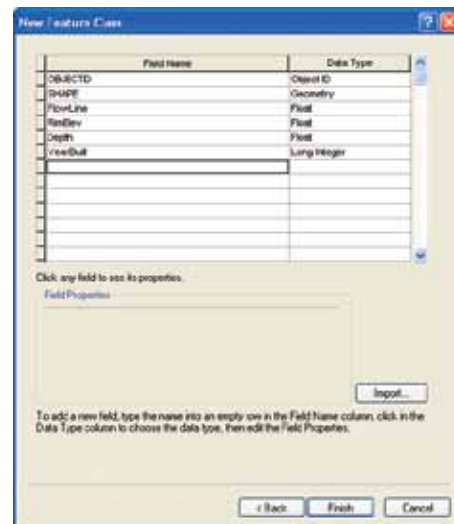 New Feature Class
Field Name Data Type
OBJECTID Object ID
SHAPE Geometry
FlowLine Float
RimElev Float
Depth Float
YearBuilt Long Integer
Click any field to see its properties.
Field Properties
Import...
To add a new field, type the name into an empty row in the Field Name column, click in the
Data Type column to choose the data type, then edit the Field Properties.
< Back Finish Cancel